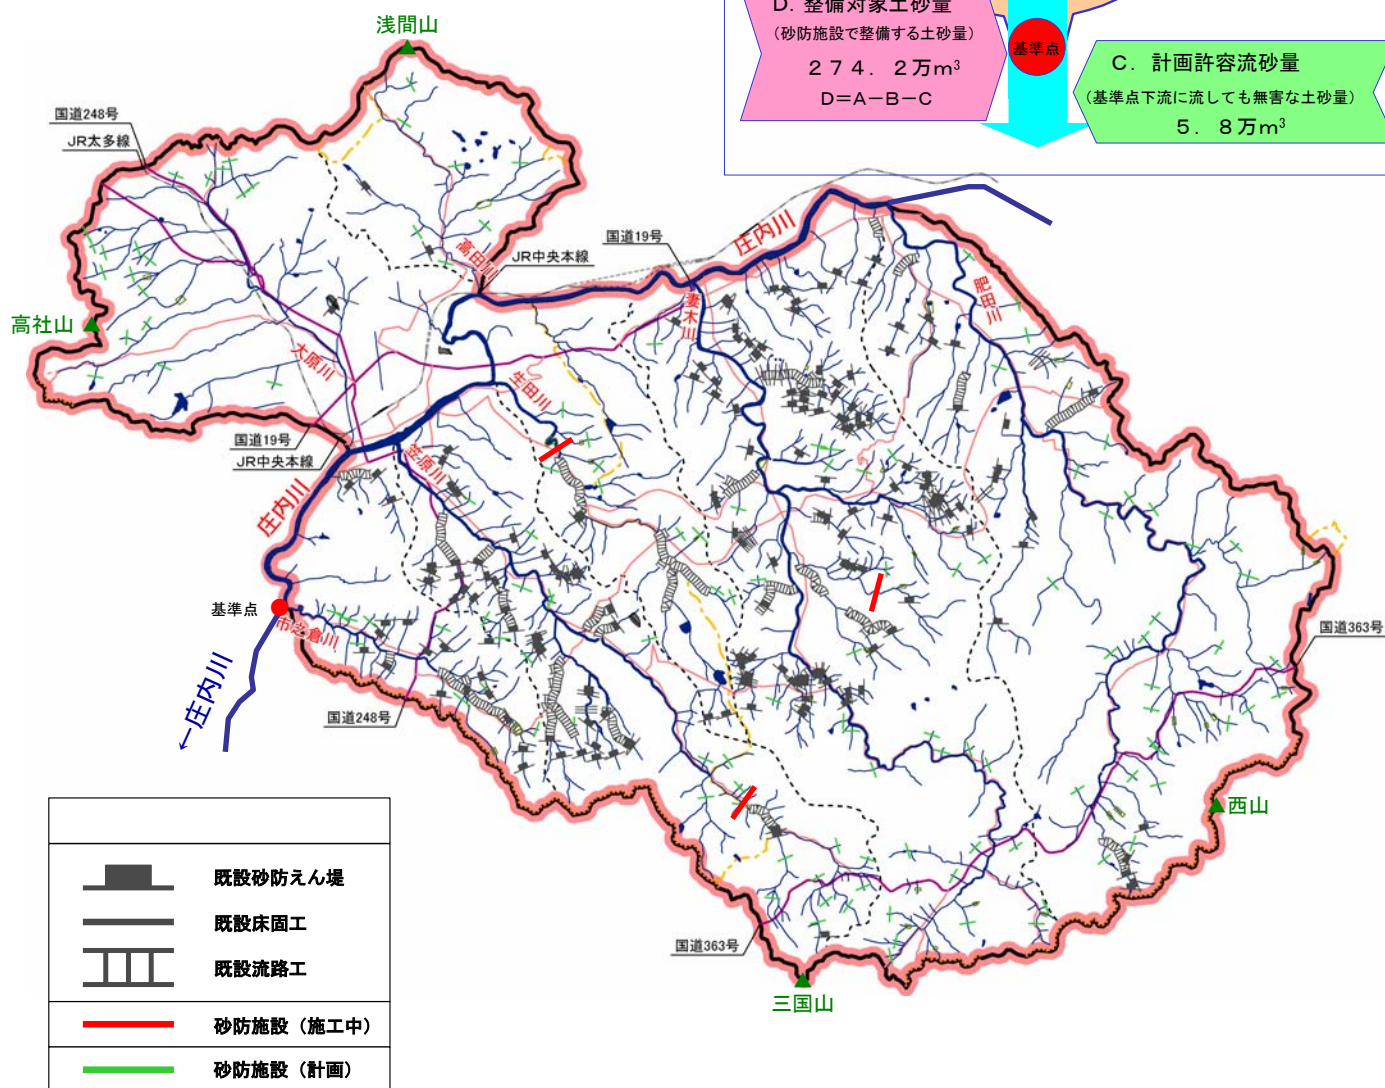 D. 整備対象土砂量
（砂防施設で整備する土砂量）
２７４．２万m³
D＝A－B－C
基準点
C． 計画許容流砂量
（基準点下流に流しても無害な土砂量）
５．８万m³
浅間山
国道248号
JR太多線
高田川
JR中央本線
国道19号
庄内川
妻木川
肥田川
高社山
大原川
生田川
国道19号
JR中央本線
笠原川
庄内川
基準点
市之倉川
←庄内川
国道248号
国道363号
西山
国道363号
三国山
既設砂防えん堤
既設床固工
既設流路工
砂防施設（施工中）
砂防施設（計画）